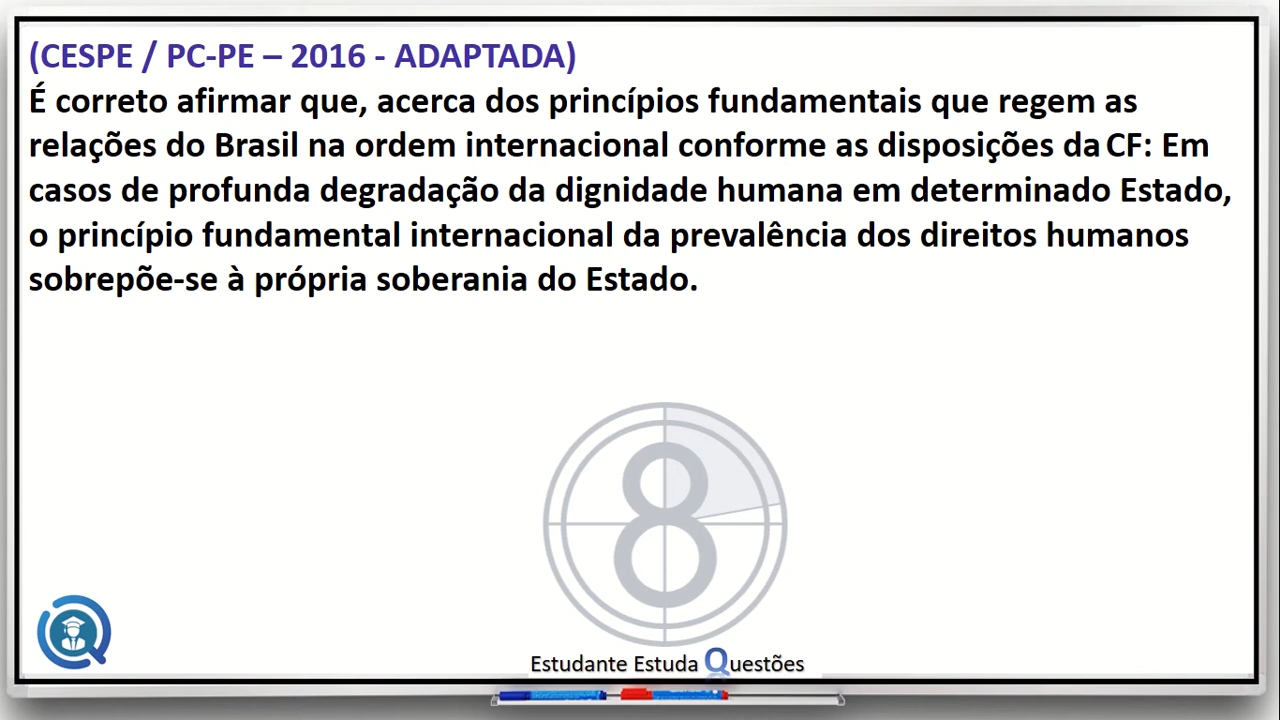 (CESPE / PC-PE – 2016 - ADAPTADA)
É correto afirmar que, acerca dos princípios fundamentais que regem as
relações do Brasil na ordem internacional conforme as disposições da CF: Em
casos de profunda degradação da dignidade humana em determinado Estado,
o princípio fundamental internacional da prevalência dos direitos humanos
sobrepõe-se à própria soberania do Estado.
8
Estudante Estuda Questões